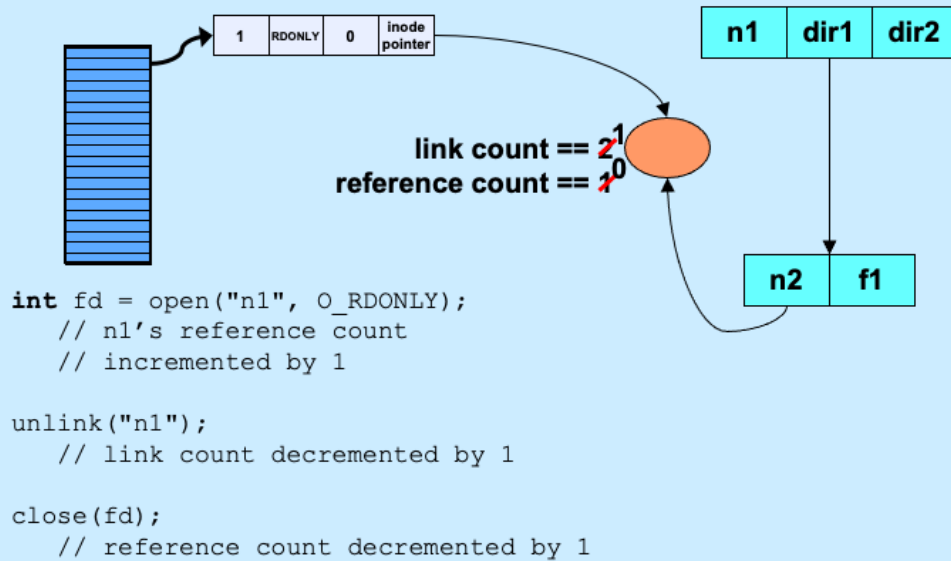 1 RDONLY 0 inode pointer
n1 dir1 dir2
link count == 2 1
reference count == 1 0
n2 f1
int fd = open("n1", O_RDONLY);
// n1’s reference count
// incremented by 1
unlink("n1");
// link count decremented by 1
close(fd);
// reference count decremented by 1